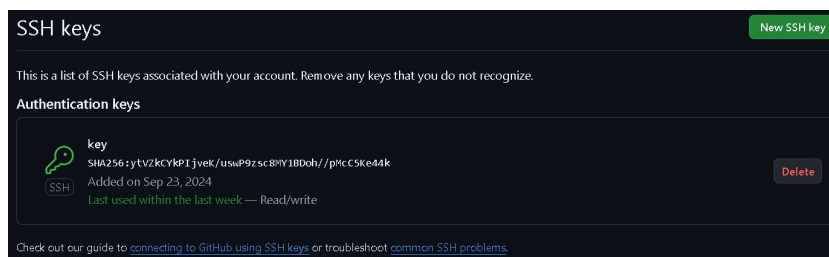 SSH keys
New SSH key
This is a list of SSH keys associated with your account. Remove any keys that you do not recognize.
Authentication keys
key
SHA256:ytVZkCYkPIjveK/uswP9zsc8MY1BDoh//pMcC5Ke44k
SSH
Added on Sep 23, 2024
Last used within the last week — Read/write
Delete
Check out our guide to connecting to GitHub using SSH keys or troubleshoot common SSH problems.